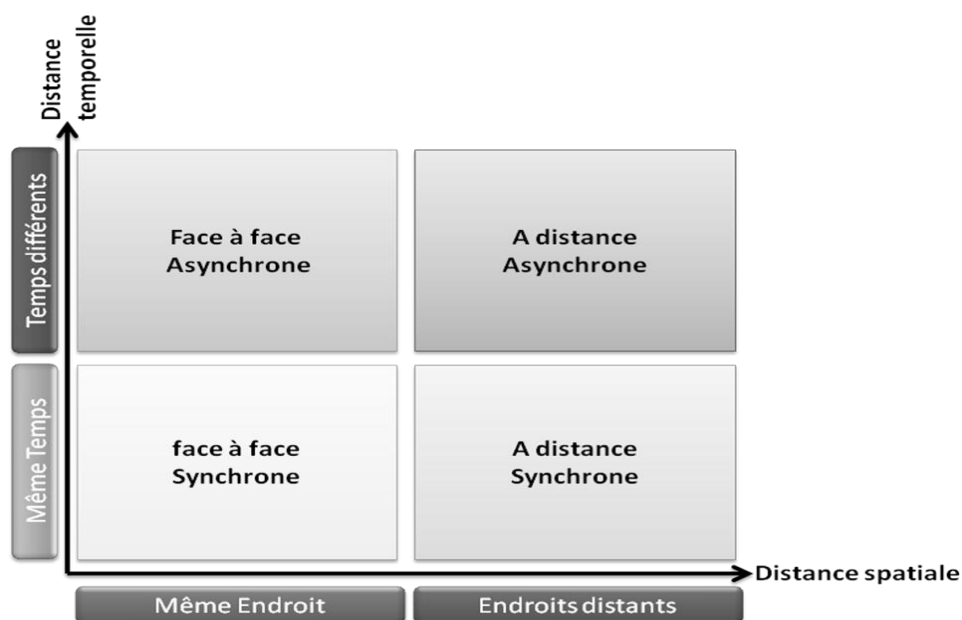 Distance
temporelle
Temps différents
Face à face
Asynchrone
A distance
Asynchrone
Même Temps
face à face
Synchrone
A distance
Synchrone
Distance spatiale
Même Endroit
Endroits distants